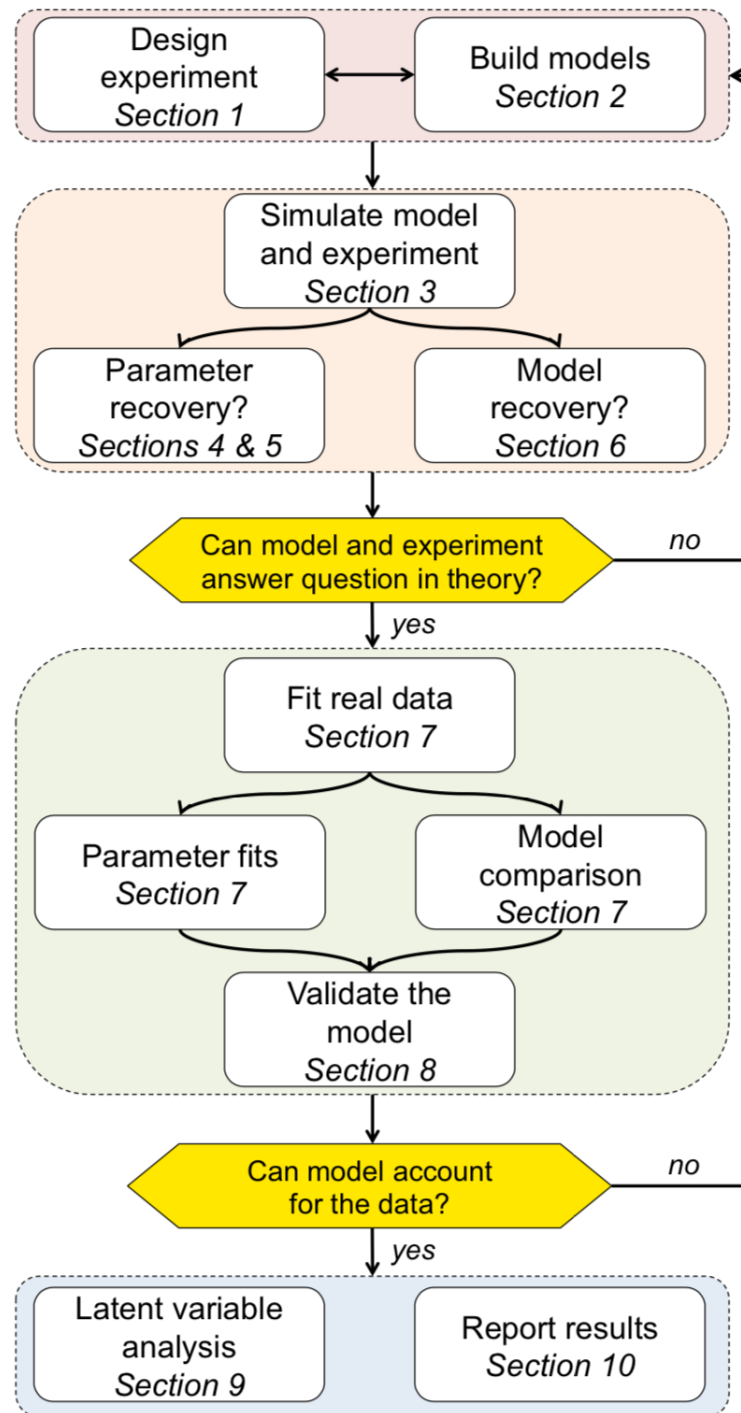 Design
experiment
Section 1
Build models
Section 2
Simulate model
and experiment
Section 3
Parameter
recovery?
Sections 4 & 5
Model
recovery?
Section 6
Can model and experiment
answer question in theory?
no
yes
Fit real data
Section 7
Parameter fits
Section 7
Model
comparison
Section 7
Validate the
model
Section 8
Can model account
for the data?
no
yes
Latent variable
analysis
Section 9
Report results
Section 10